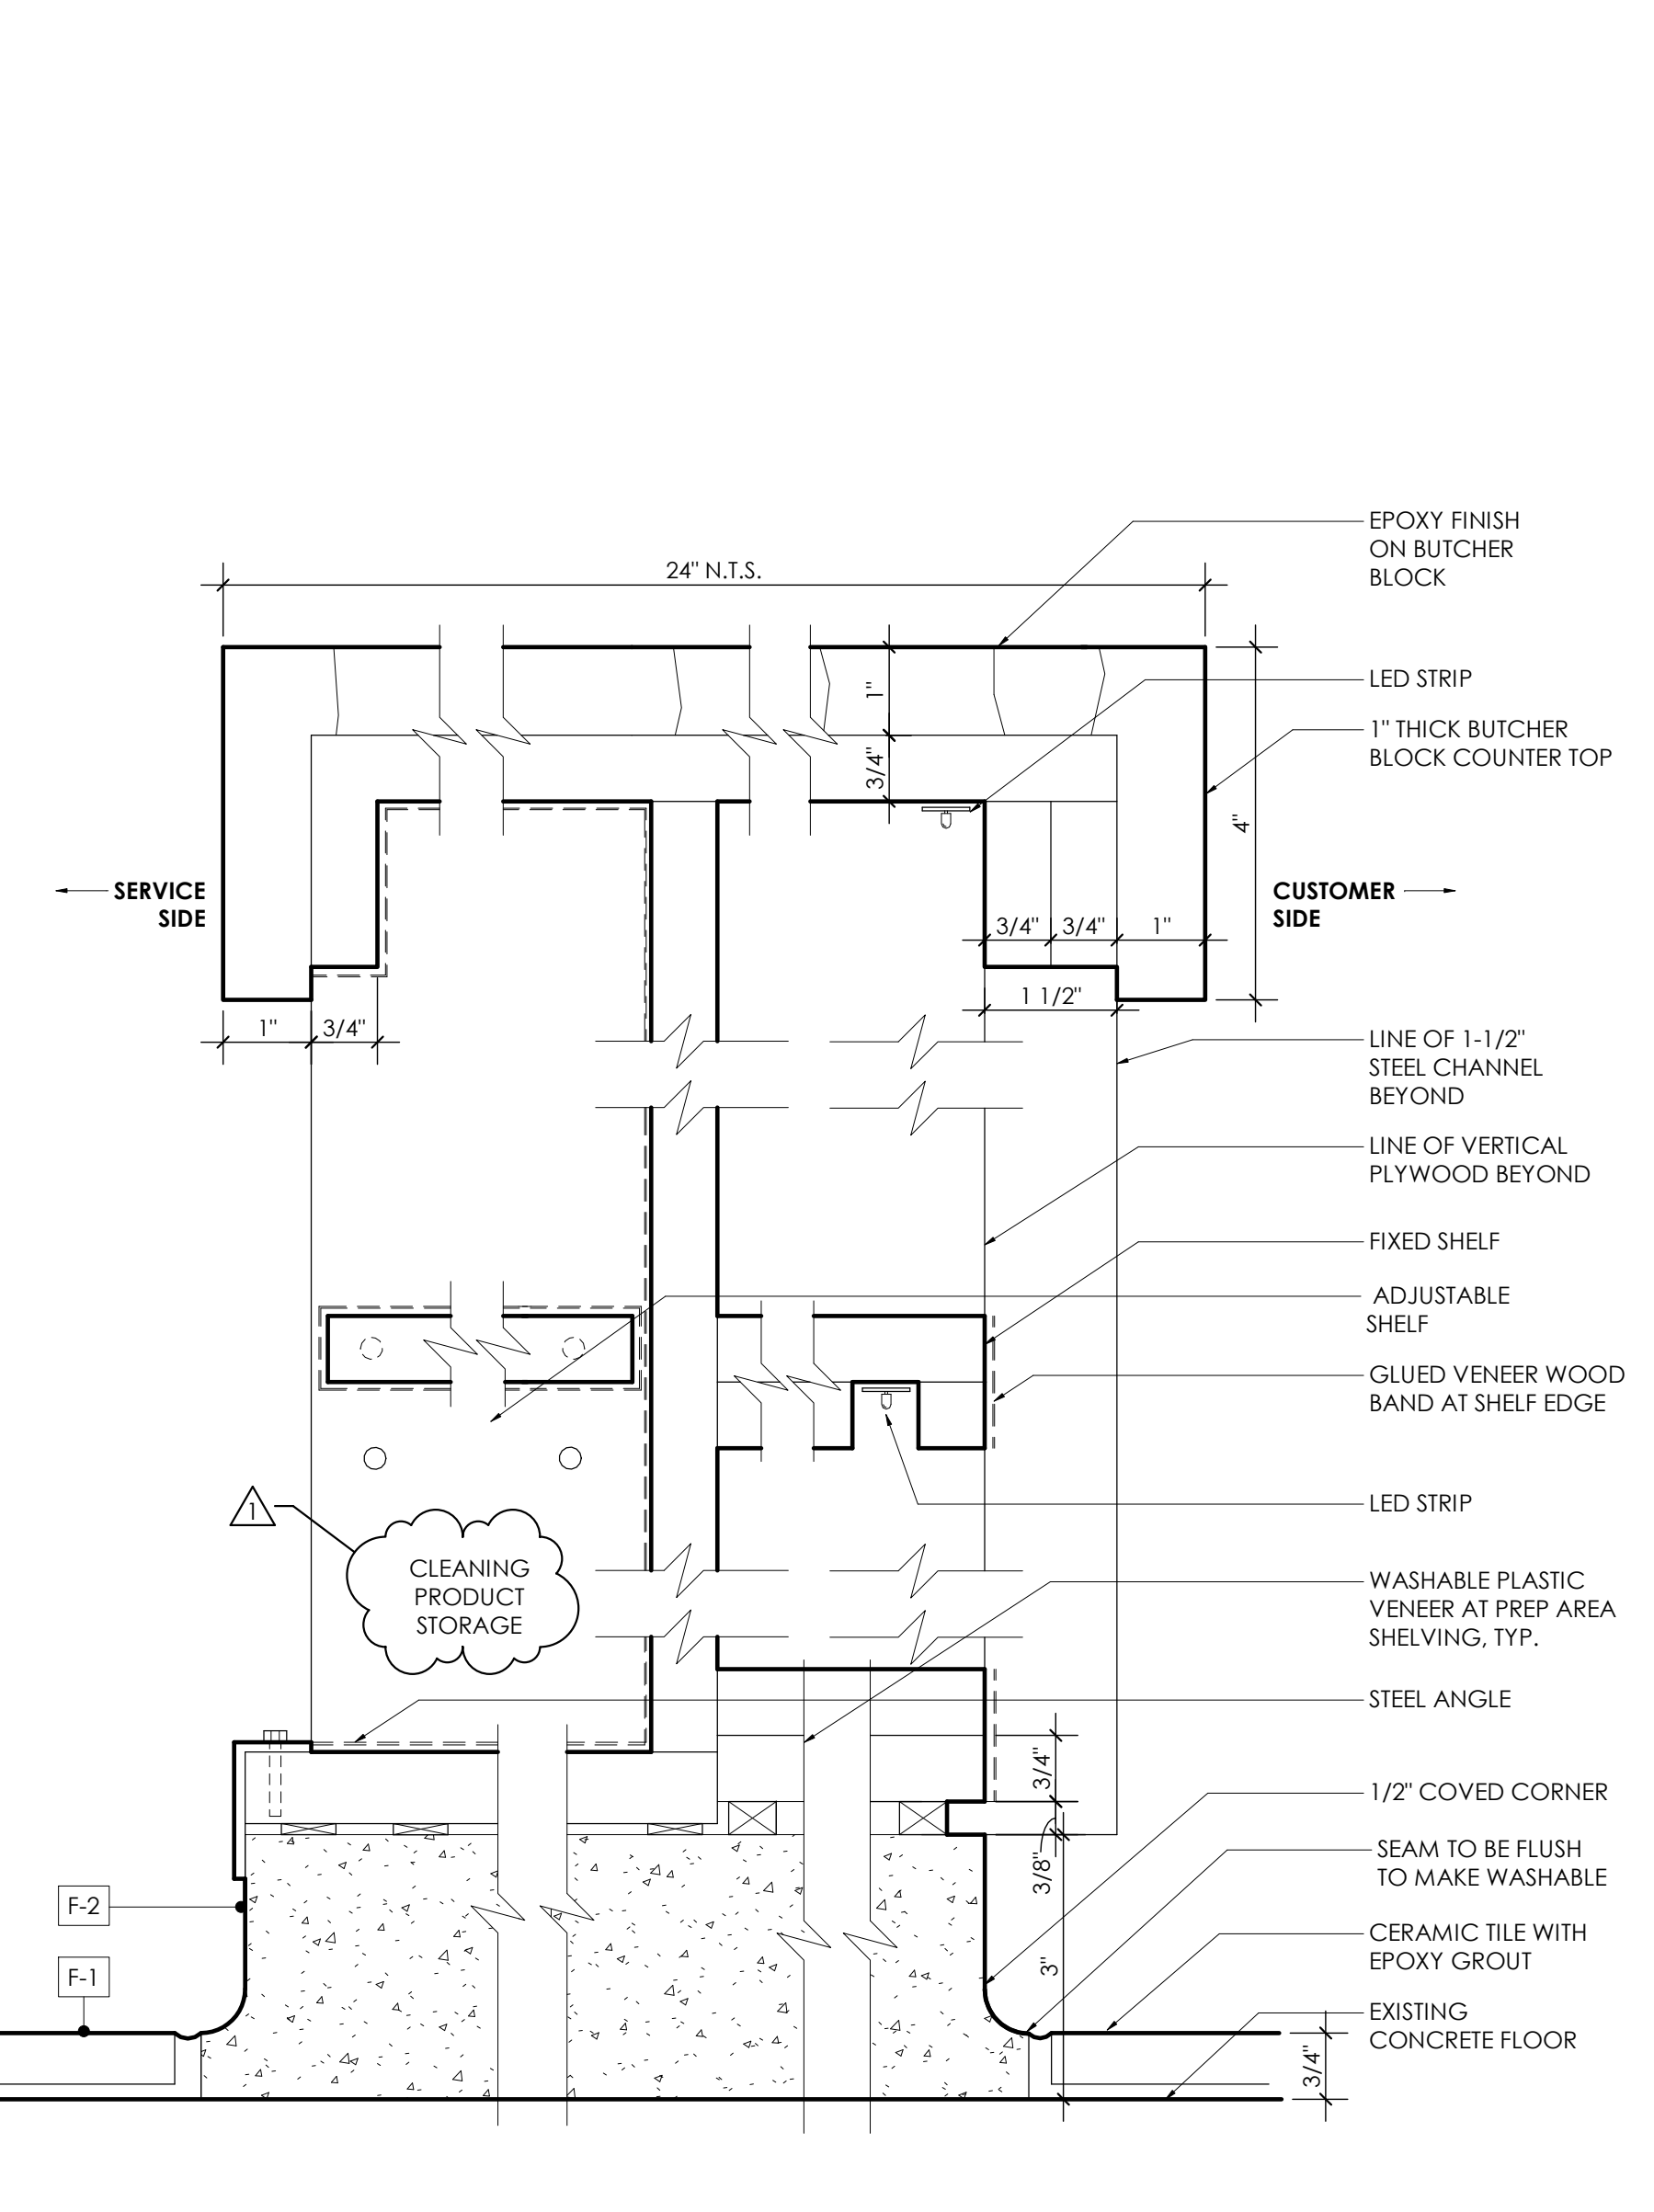 EPOXY FINISH
ON BUTCHER
BLOCK
24" N.T.S.
LED STRIP
1"
1" THICK BUTCHER
BLOCK COUNTER TOP
3/4"
4"
SERVICE
SIDE
CUSTOMER
SIDE
3/4"
3/4"
1"
1 1/2"
1"
3/4"
LINE OF 1-1/2"
STEEL CHANNEL
BEYOND
LINE OF VERTICAL
PLYWOOD BEYOND
FIXED SHELF
ADJUSTABLE
SHELF
GLUED VENEER WOOD
BAND AT SHELF EDGE
LED STRIP
1
CLEANING
PRODUCT
STORAGE
WASHABLE PLASTIC
VENEER AT PREP AREA
SHELVING, TYP.
STEEL ANGLE
3/4"
1/2" COVED CORNER
3/8"
SEAM TO BE FLUSH
TO MAKE WASHABLE
F-2
CERAMIC TILE WITH
EPOXY GROUT
3"
F-1
EXISTING
CONCRETE FLOOR
3/4"